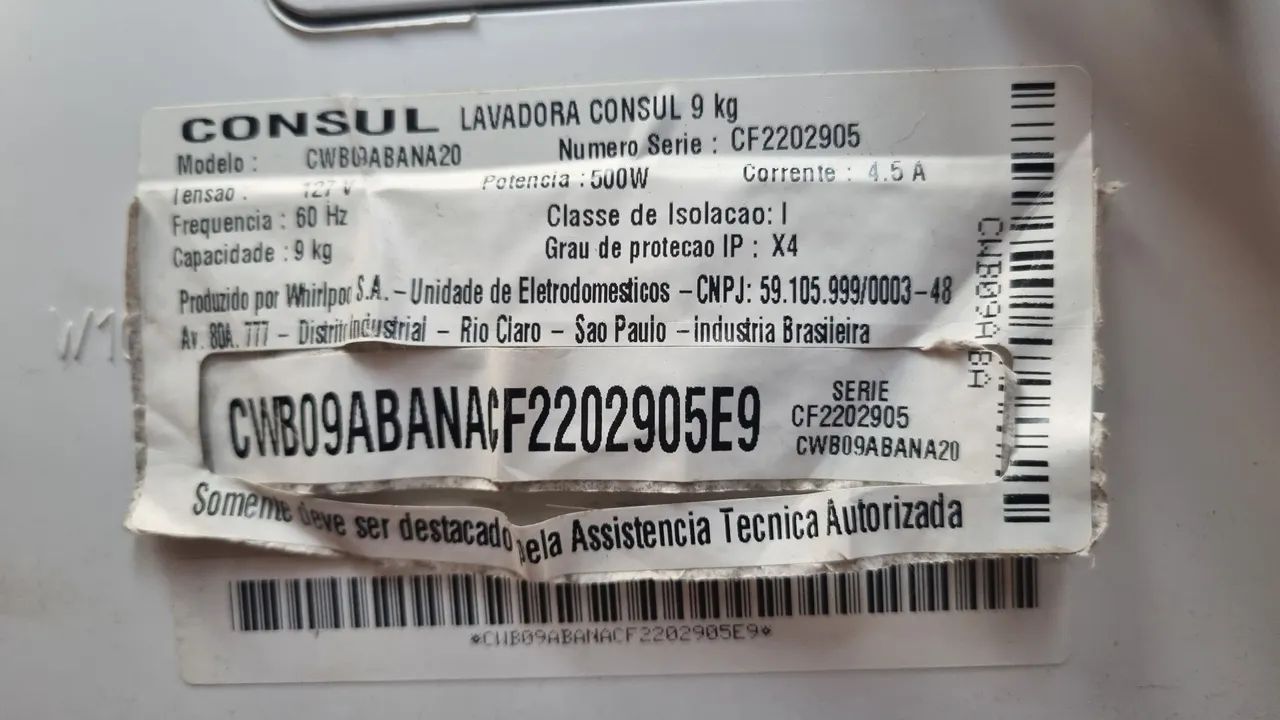 CONSUL LAVADORA CONSUL 9 kg
Modelo : CWB09ABANA20 Numero Serie : CF2202905
Tensao : 127 V Potencia : 500W Corrente : 4.5 A
Frequencia : 60 Hz Classe de Isolacao: I
Capacidade : 9 kg Grau de protecao IP : X4
Produzido por S.A. - Unidade de Eletrodomesticos - CNPJ: 59.105.999/0003-48
Av. 80A. 777 - Industrial - Rio Claro - Sao Paulo - industria Brasileira
CWB09ABANACF2202905E9
SERIE
CF2202905
CWB09ABANA20
Somente deve ser destacado pela Assistencia Tecnica Autorizada
*CWB09ABANACF2202905E9*